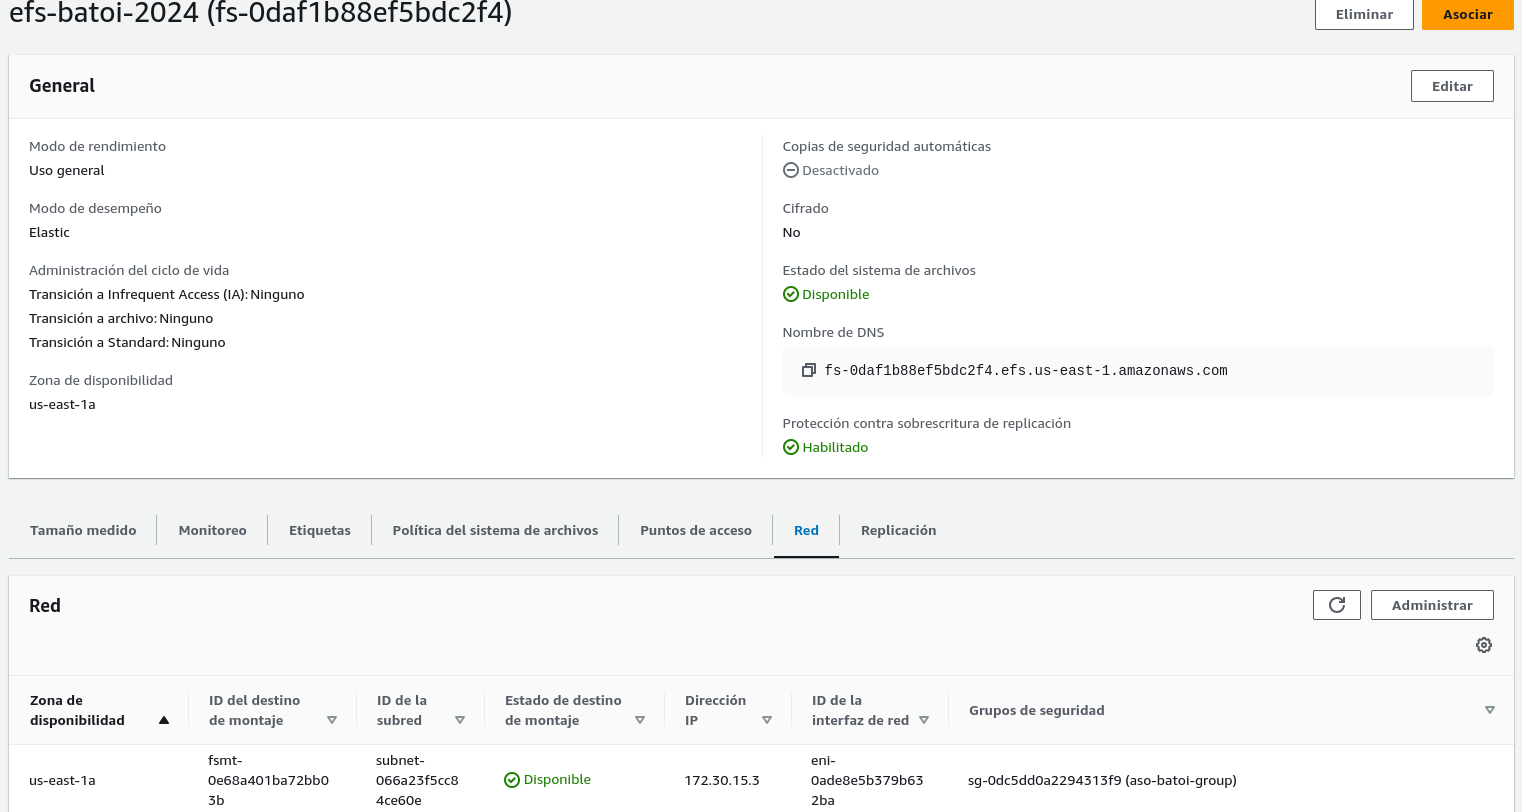 efs-batoi-2024 (fs-0daf1b88ef5bdc2f4)
Eliminar
Asociar
General
Editar
Modo de rendimiento
Uso general
Modo de desempeño
Elastic
Administración del ciclo de vida
Transición a Infrequent Access (IA): Ninguno
Transición a archivo: Ninguno
Transición a Standard: Ninguno
Zona de disponibilidad
us-east-1a
Copias de seguridad automáticas
Desactivado
Cifrado
No
Estado del sistema de archivos
Disponible
Nombre de DNS
fs-0daf1b88ef5bdc2f4.efs.us-east-1.amazonaws.com
Protección contra sobrescritura de replicación
Habilitado
Tamaño medido
Monitoreo
Etiquetas
Política del sistema de archivos
Puntos de acceso
Red
Replicación
Red
Administrar
Zona de
disponibilidad
ID del destino
de montaje
ID de la
subred
Estado de destino
de montaje
Dirección
IP
ID de la
interfaz de red
Grupos de seguridad
us-east-1a
fsmt-
0e68a401ba72bb0
3b
subnet-
066a23f5cc8
4ce60e
Disponible
172.30.15.3
eni-
0ade8e5b379b63
2ba
sg-0dc5dd0a2294313f9 (aso-batoi-group)